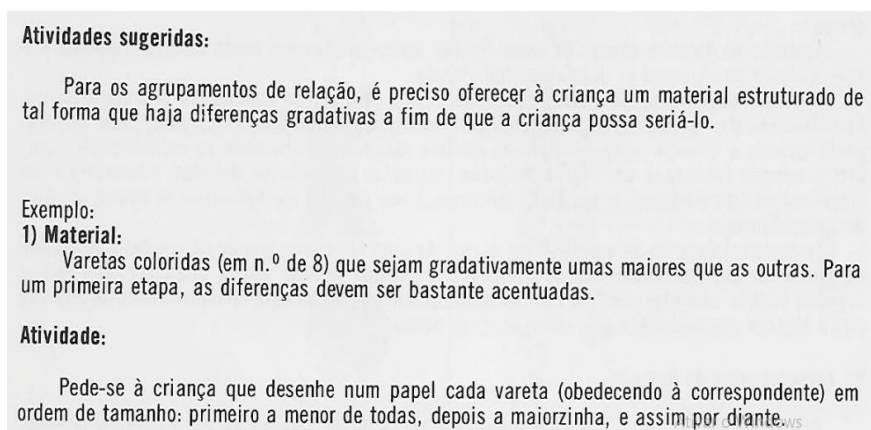 Atividades sugeridas:
Para os agrupamentos de relação, é preciso oferecer à criança um material estruturado de
tal forma que haja diferenças gradativas a fim de que a criança possa seriá-lo.
Exemplo:
1) Material:
Varetas coloridas (em n.º de 8) que sejam gradativamente umas maiores que as outras. Para
um primeira etapa, as diferenças devem ser bastante acentuadas.
Atividade:
Pede-se à criança que desenhe num papel cada vareta (obedecendo à correspondente) em
ordem de tamanho: primeiro a menor de todas, depois a maiorzinha, e assim por diante.
Ativar o Windows